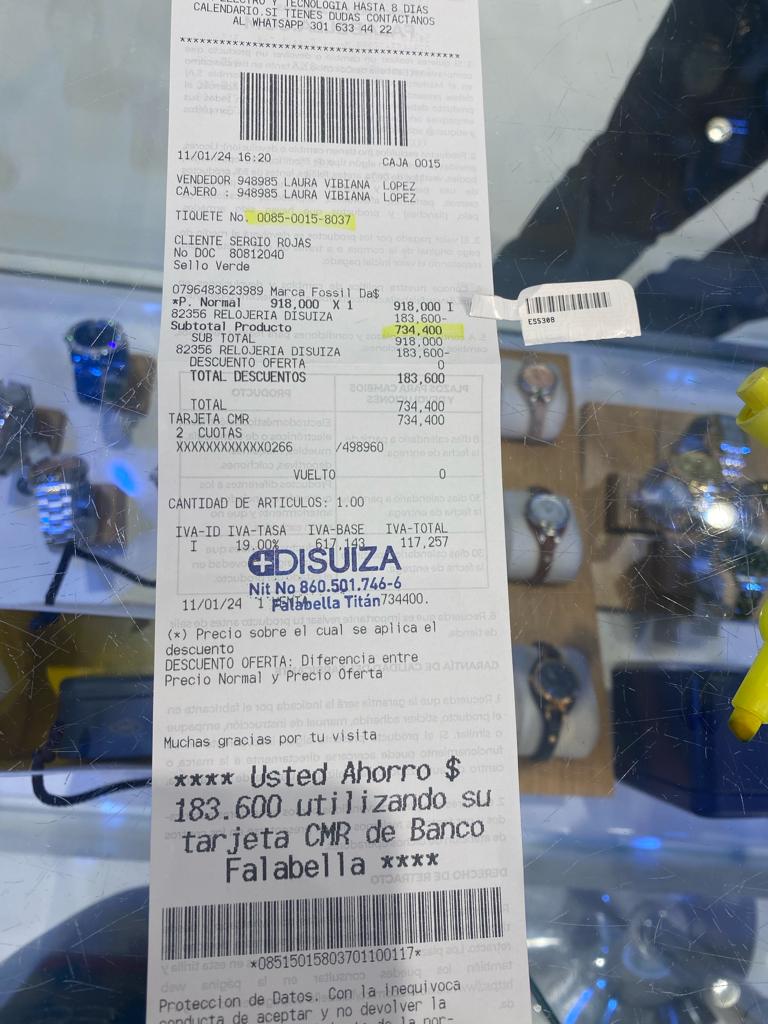 ELECTRO Y TECNOLOGIA HASTA 8 DIAS
CALENDARIO.SI TIENES DUDAS CONTACTANOS
AL WHATSAPP 301 633 44 22
****************************************
11/01/24 16:20 CAJA 0015
VENDEDOR 948985 LAURA VIBIANA LOPEZ
CAJERO : 948985 LAURA VIBIANA LOPEZ
TIQUETE No. 0085-0015-8037
CLIENTE SERGIO ROJAS
No DOC 80812040
Sello Verde
0796483623989 Marca Fossil Da$
*P. Normal 918,000 X 1 918,000 I
82356 RELOJERIA DISUIZA 183,600-
Subtotal Producto 734,400
SUB TOTAL 918,000
82356 RELOJERIA DISUIZA 183,600-
DESCUENTO OFERTA 0
TOTAL DESCUENTOS 183,600
TOTAL 734,400
TARJETA CMR 734,400
2 CUOTAS
XXXXXXXXXXXX0266 /498960
VUELTO 0
CANTIDAD DE ARTICULOS: 1.00
IVA-ID IVA-TASA IVA-BASE IVA-TOTAL
I 19.00% 617,143 117,257
DISUIZA
Nit No 860.501.746-6
Falabella Titán
11/01/24 734400.
(*) Precio sobre el cual se aplica el
descuento
DESCUENTO OFERTA: Diferencia entre
Precio Normal y Precio Oferta
Muchas gracias por tu visita
**** Usted Ahorro $
183.600 utilizando su
tarjeta CMR de Banco
Falabella ****
*08515015803701100117*
Proteccion de Datos. Con la inequivoca
conducta de aceptar y no devolver la
ES5308